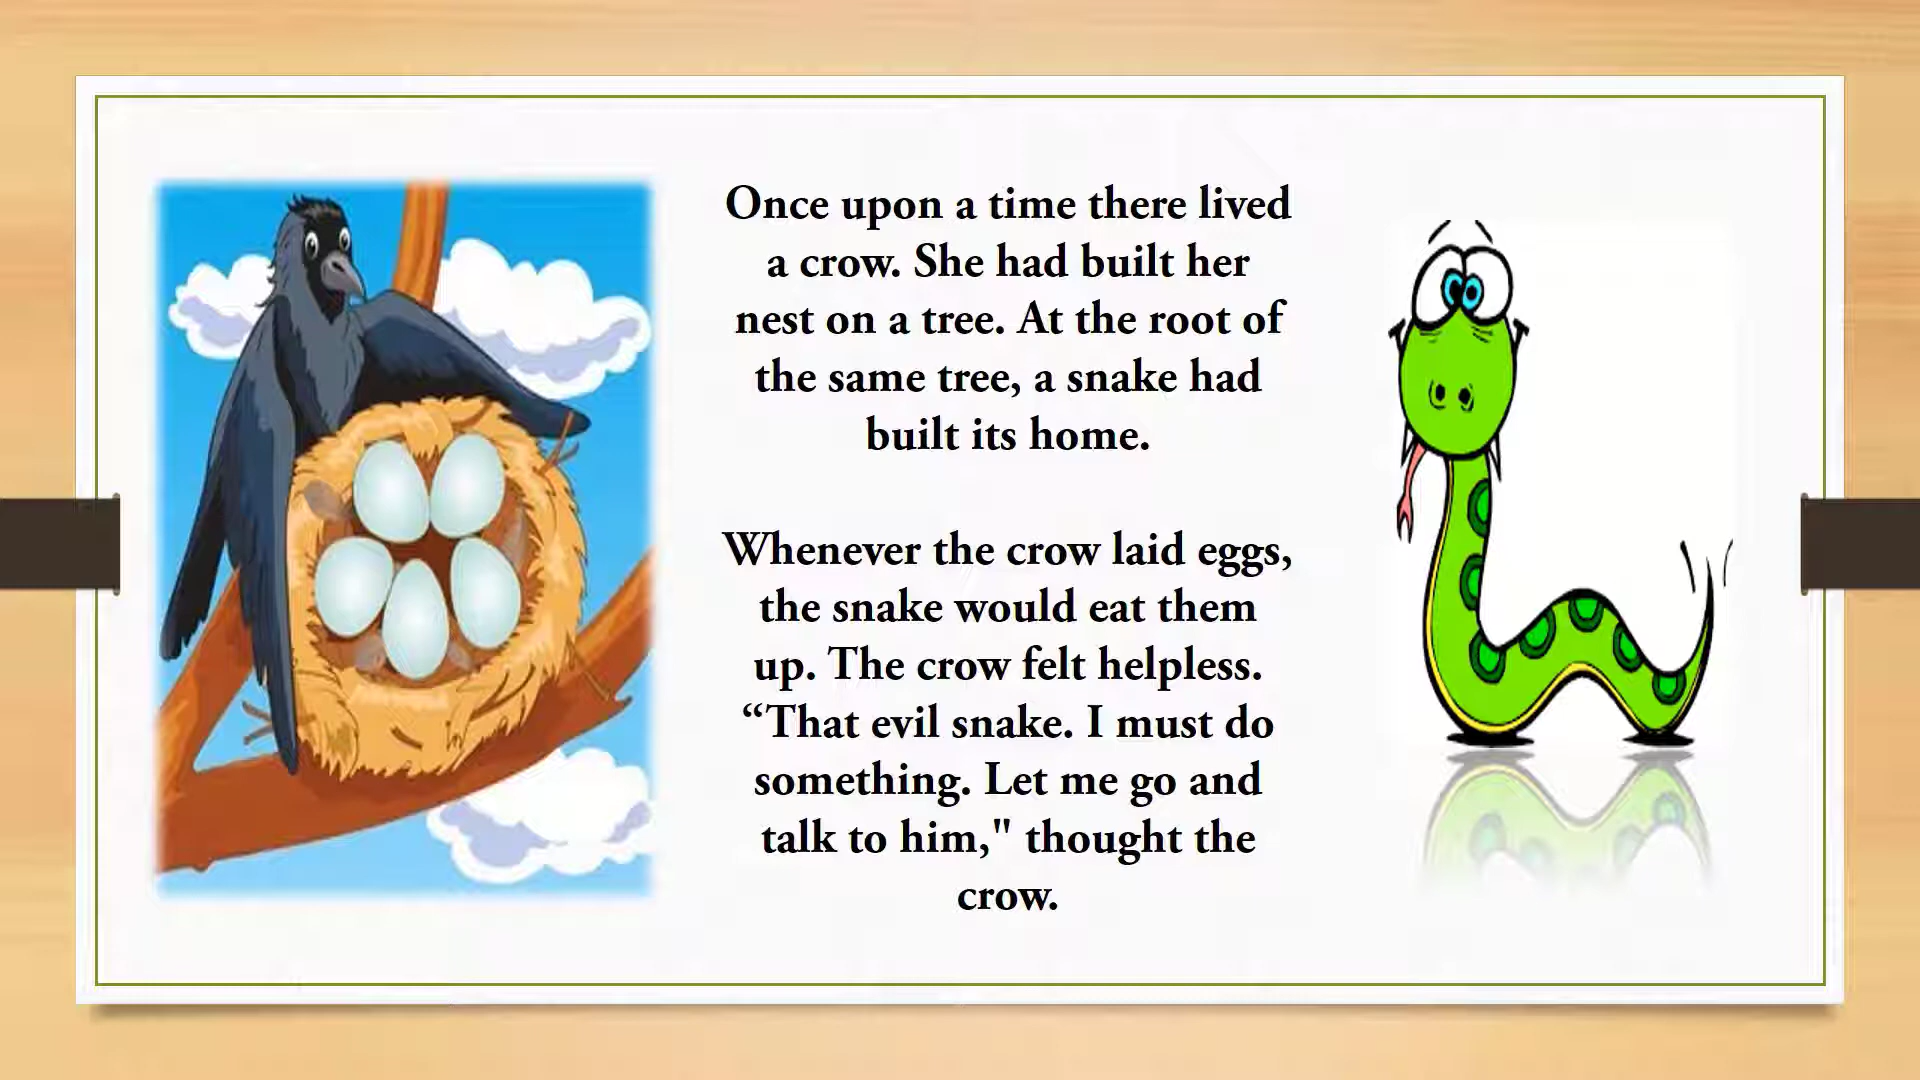 Once upon a time there lived
a crow. She had built her
nest on a tree. At the root of
the same tree, a snake had
built its home.
Whenever the crow laid eggs,
the snake would eat them
up. The crow felt helpless.
“That evil snake. I must do
something. Let me go and
talk to him," thought the
crow.